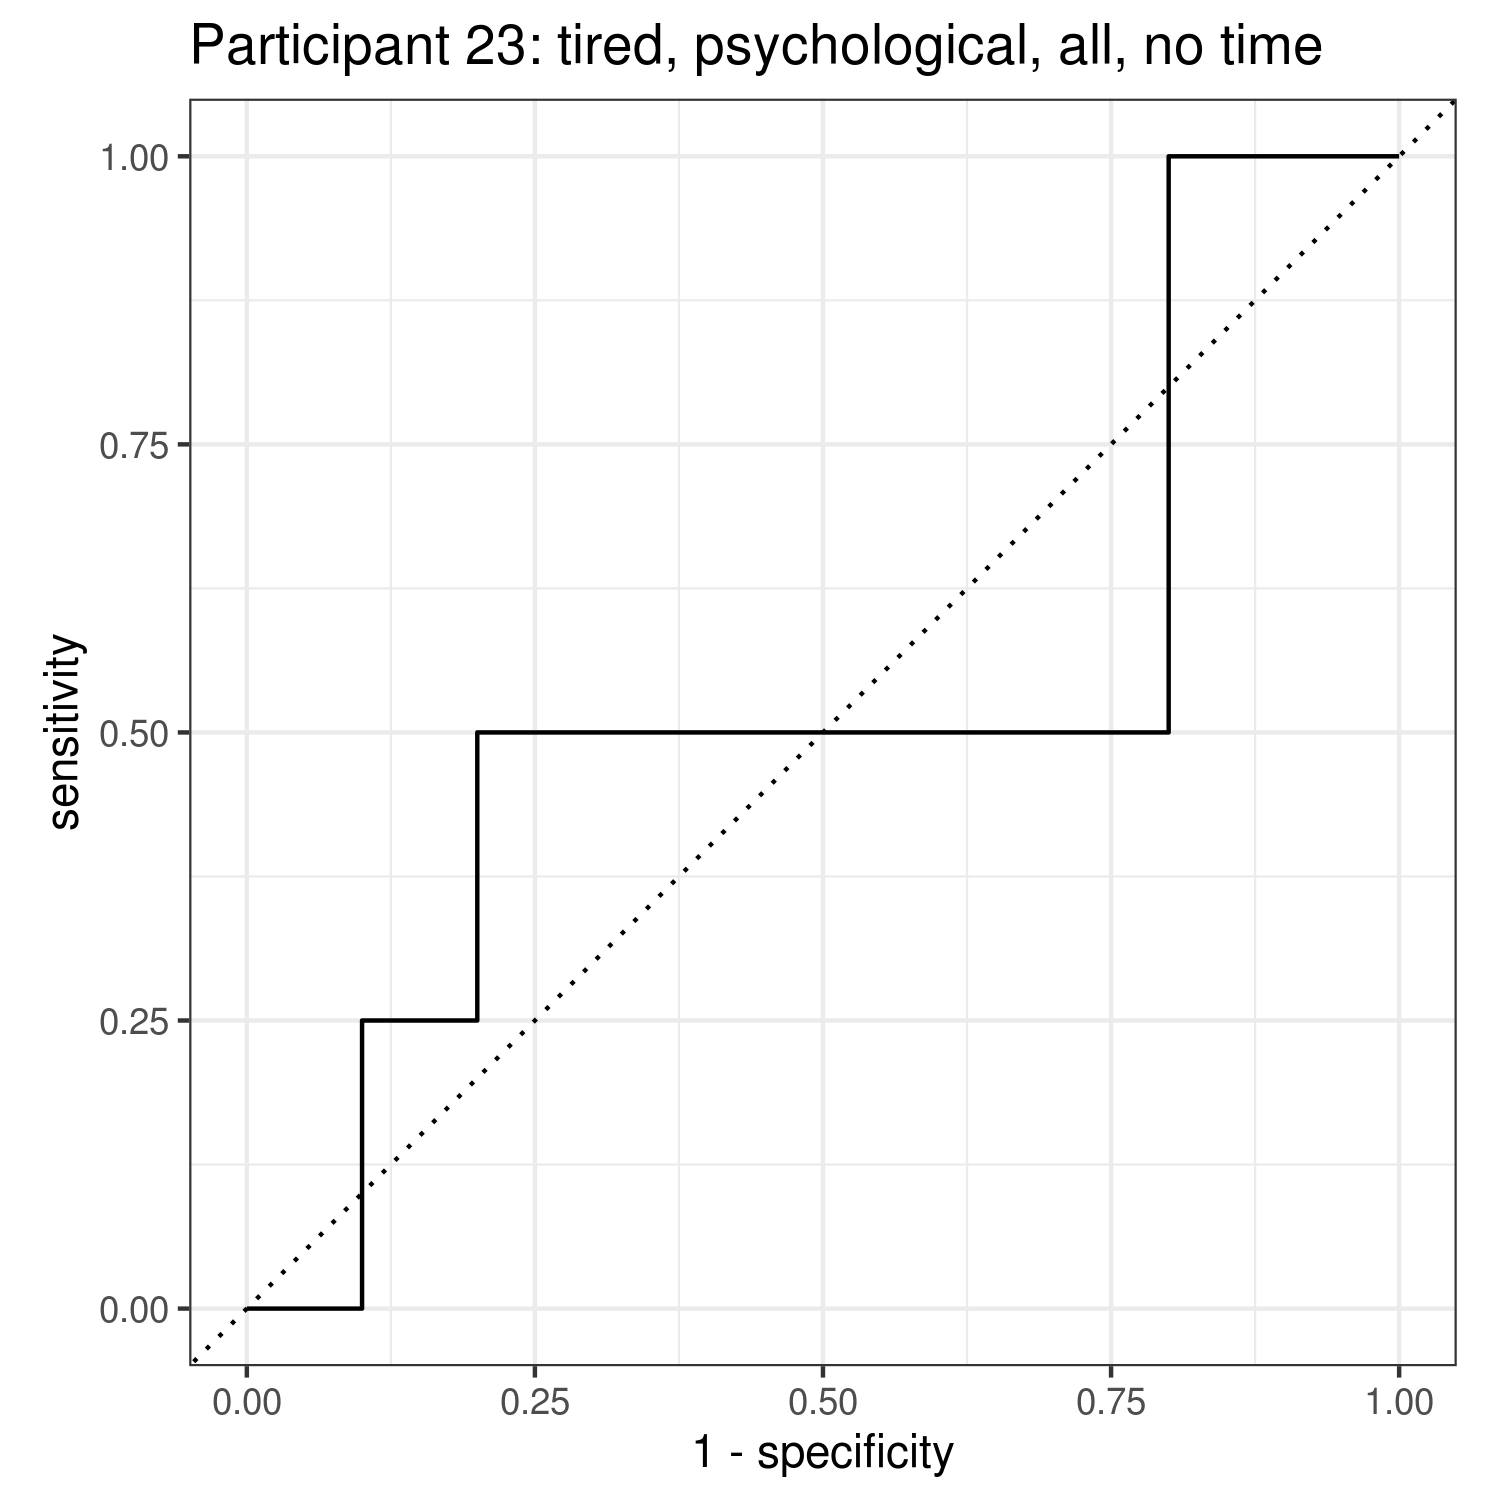 Participant 23: tired, psychological, all, no time
1.00
0.75
0.50
0.25
0.00
sensitivity
0.00 0.25 0.50 0.75 1.00
1 - specificity